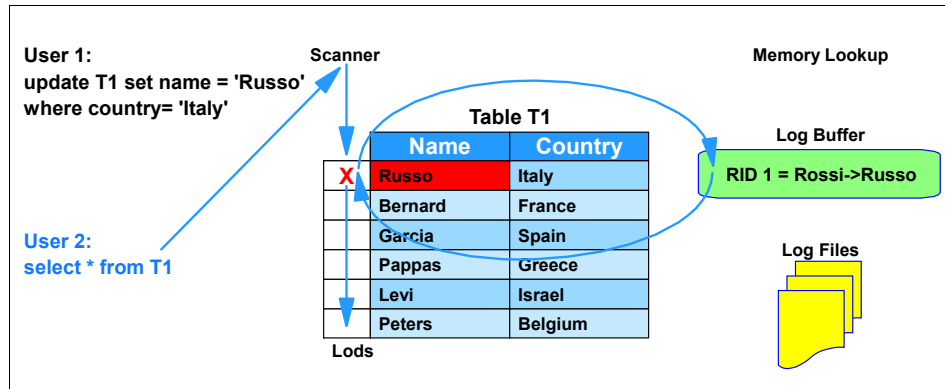 User 1:
update T1 set name = 'Russo'
where country= 'Italy'
Scanner
Memory Lookup
Table T1
Name Country
X Russo Italy
Bernard France
Garcia Spain
Pappas Greece
Levi Israel
Peters Belgium
Lods
Log Buffer
RID 1 = Rossi->Russo
Log Files
User 2:
select * from T1